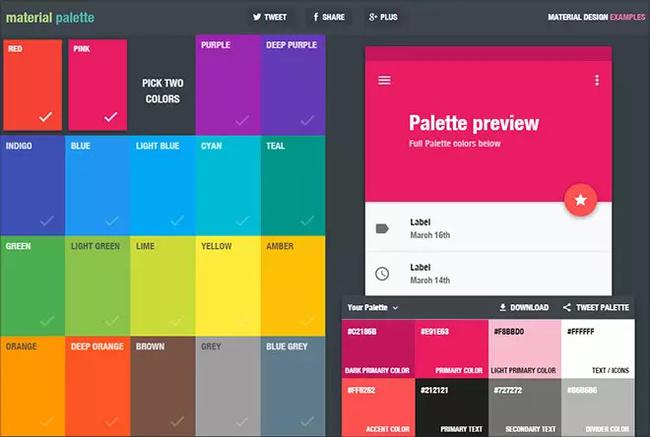 material palette
TWEET
SHARE
PLUS
MATERIAL DESIGN EXAMPLES
RED
PINK
PICK TWO
COLORS
PURPLE
DEEP PURPLE
INDIGO
BLUE
LIGHT BLUE
CYAN
TEAL
GREEN
LIGHT GREEN
LIME
YELLOW
AMBER
ORANGE
DEEP ORANGE
BROWN
GREY
BLUE GREY
Palette preview
Full Palette colors below
Label
March 16th
Label
March 14th
Your Palette
DOWNLOAD
TWEET PALETTE
#C2185B
#E91E63
#F8BBD0
#FFFFFF
DARK PRIMARY COLOR
PRIMARY COLOR
LIGHT PRIMARY COLOR
TEXT / ICONS
#FF5252
#212121
#727272
#B6B6B6
ACCENT COLOR
PRIMARY TEXT
SECONDARY TEXT
DIVIDER COLOR